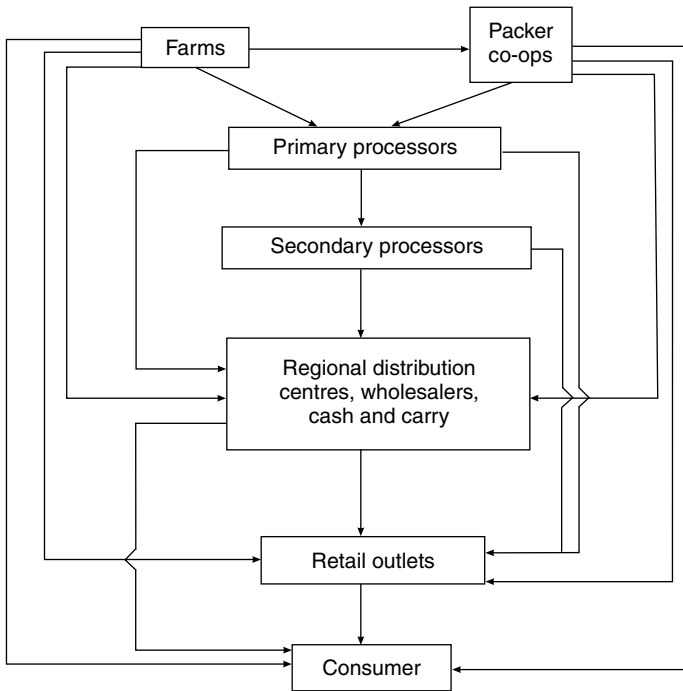 Farms
Packer
co-ops
Primary processors
Secondary processors
Regional distribution
centres, wholesalers,
cash and carry
Retail outlets
Consumer